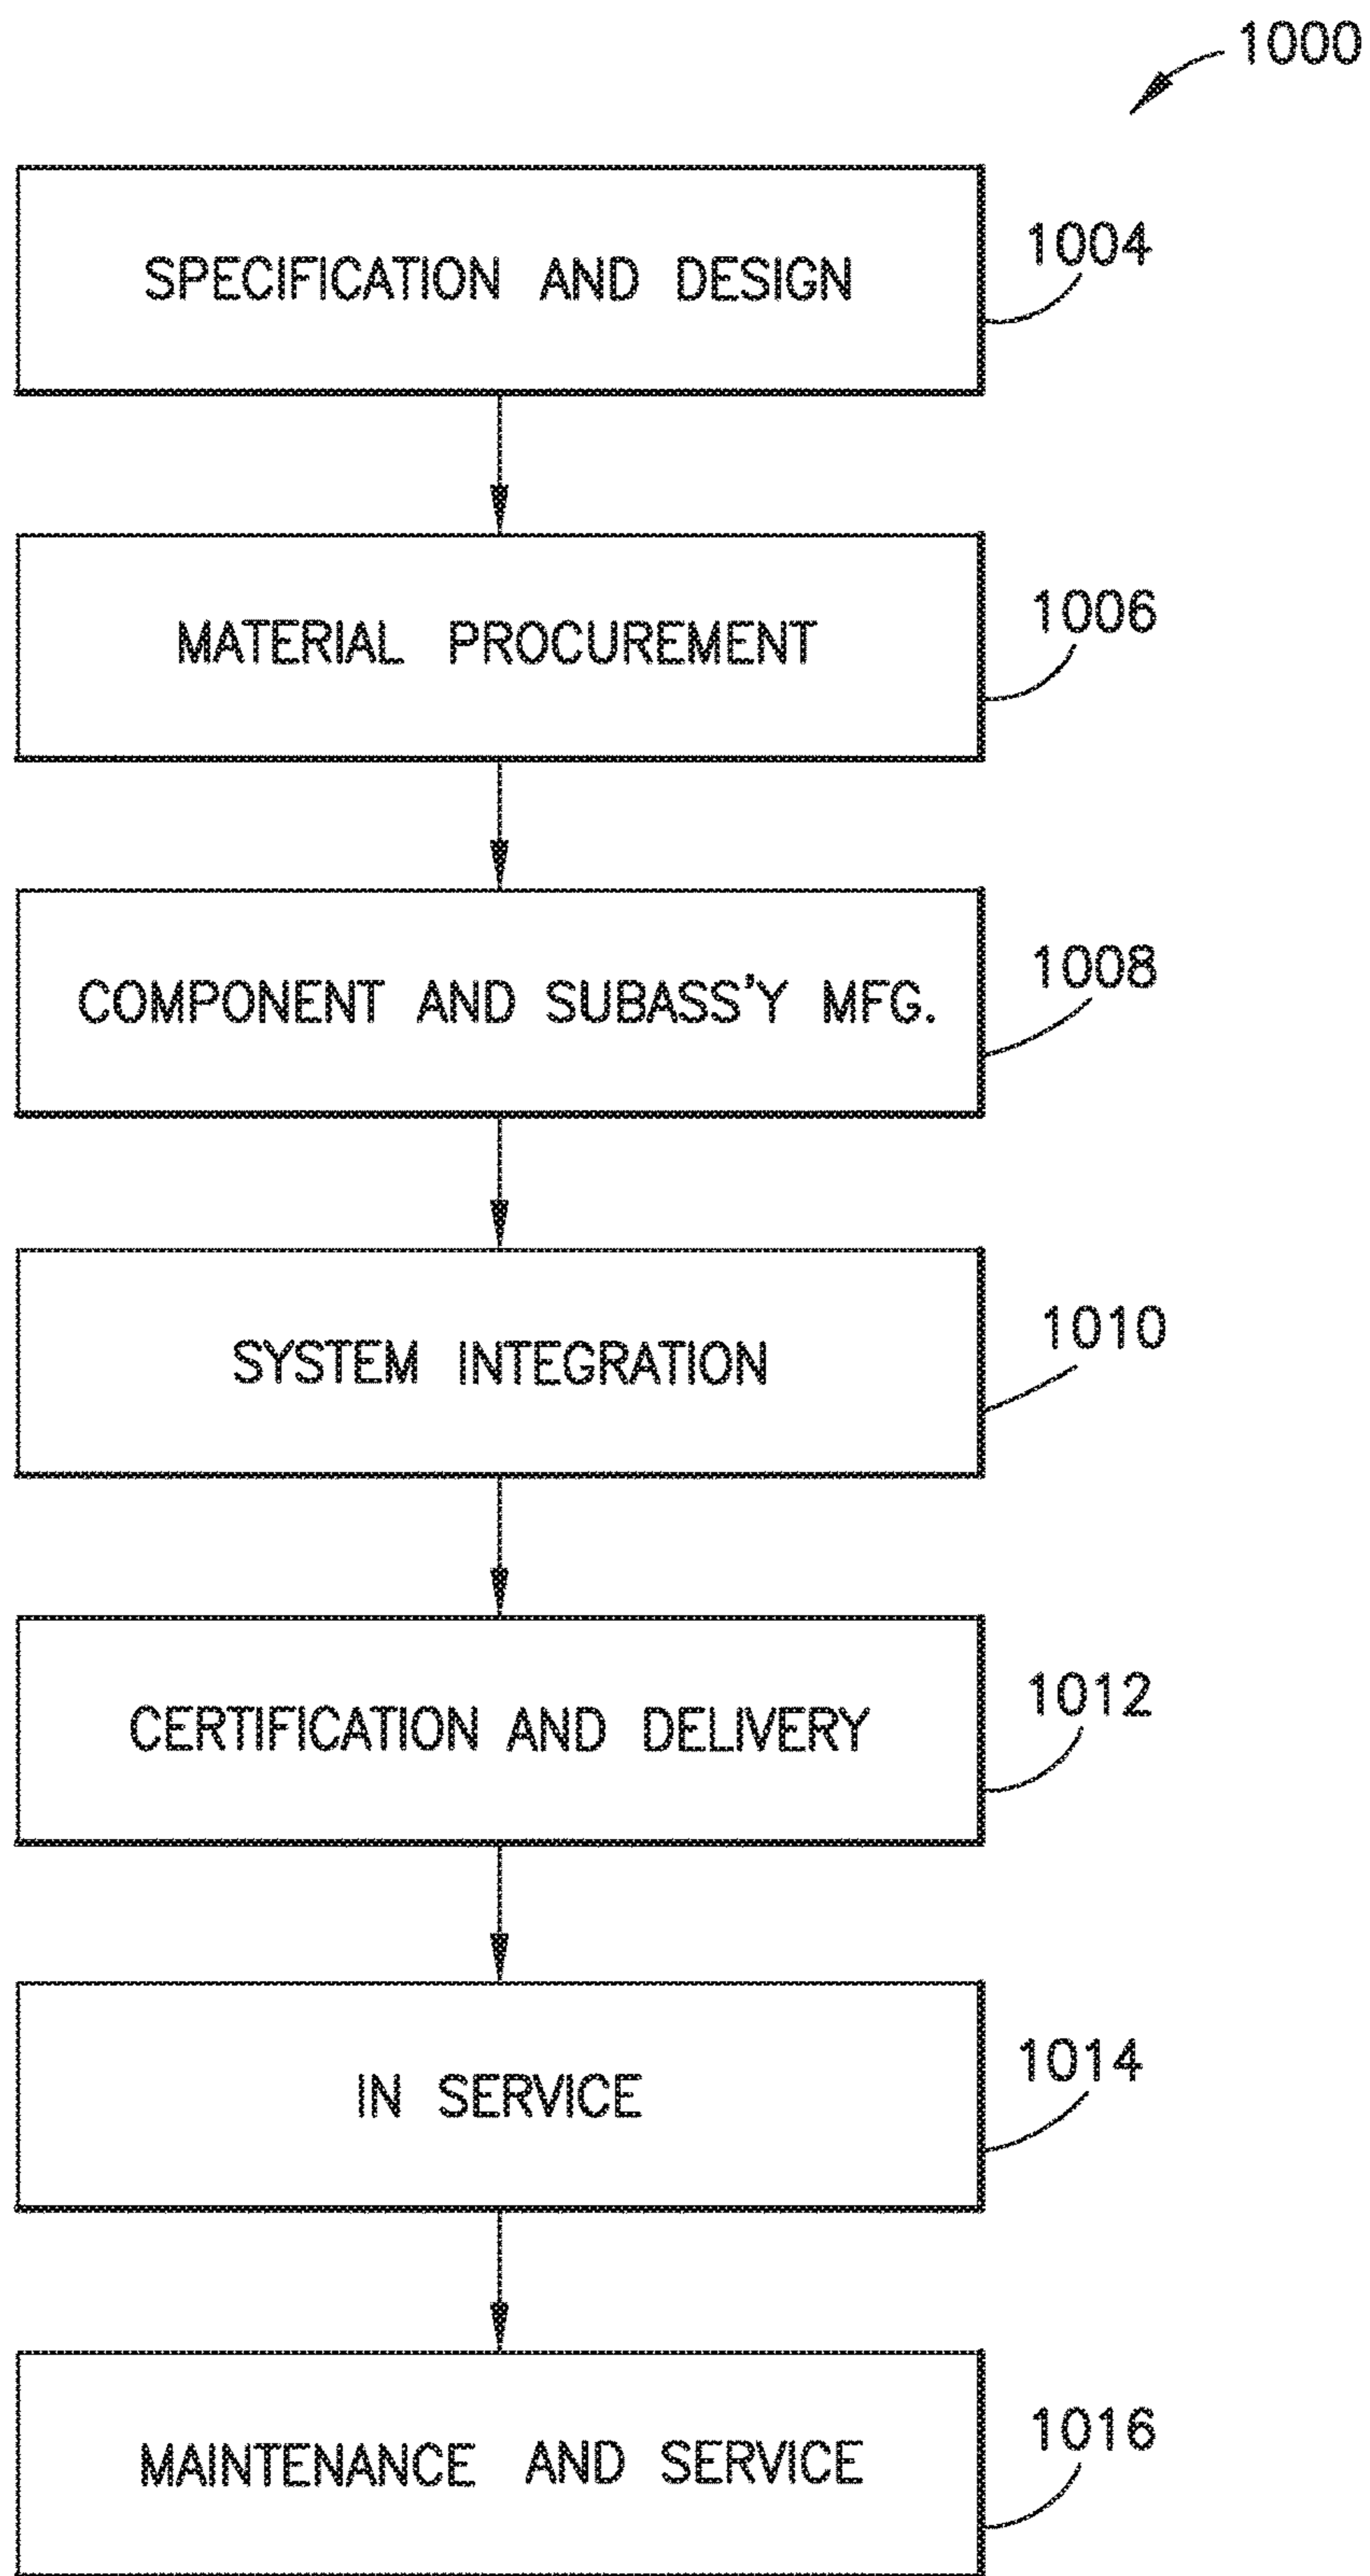 1000
SPECIFICATION AND DESIGN
1004
MATERIAL PROCUREMENT
1006
COMPONENT AND SUBASS'Y MFG.
1008
SYSTEM INTEGRATION
1010
CERTIFICATION AND DELIVERY
1012
IN SERVICE
1014
MAINTENANCE AND SERVICE
1016